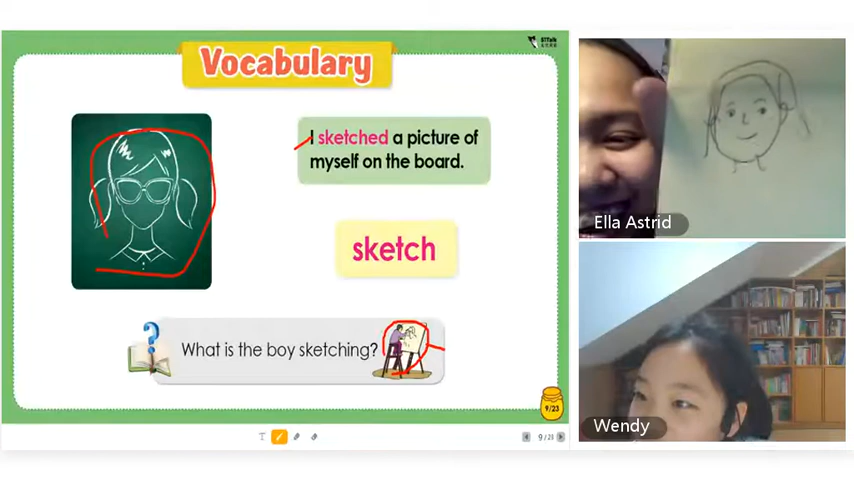 Vocabulary
51Talk
I sketched a picture of
myself on the board.
sketch
What is the boy sketching?
9/23
T
9/23
Ella Astrid
Wendy